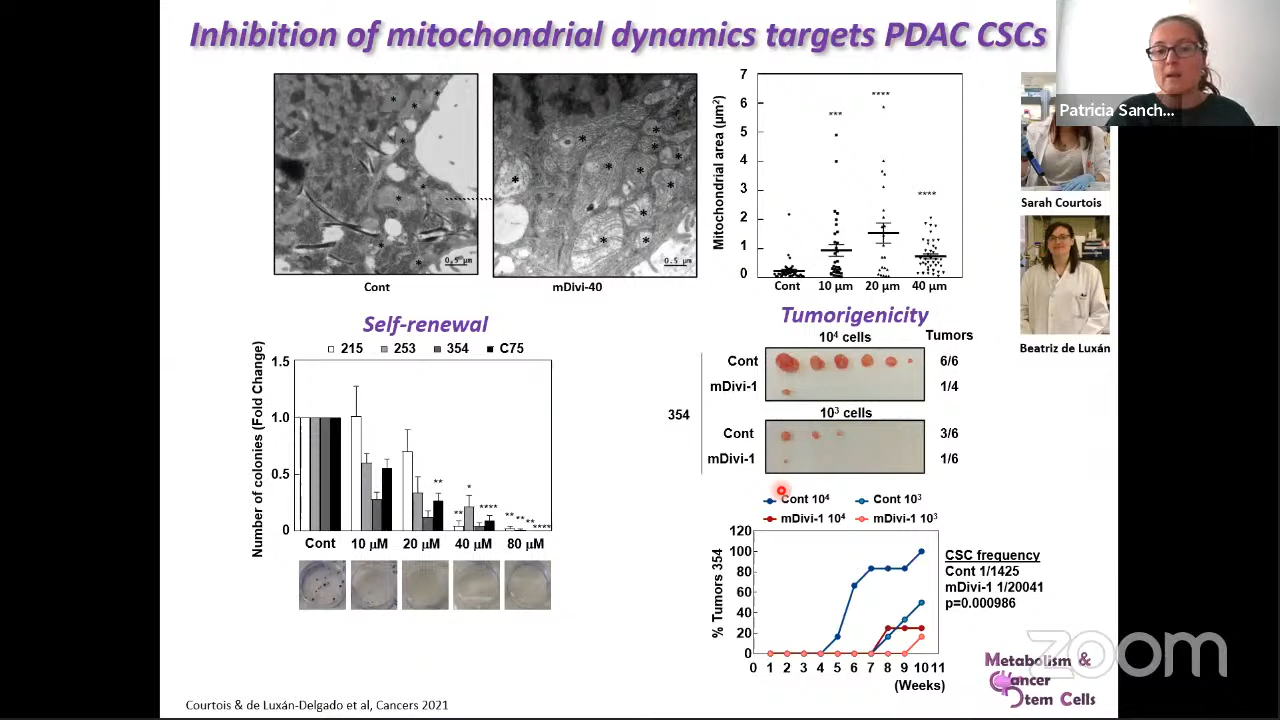 Inhibition of mitochondrial dynamics targets PDAC CSCs
Patricia Sanch...
0.5 µm
0.5 µm
Cont
mDivi-40
Mitochondrial area (µm²)
7
6
5
4
3
2
1
0
***
****
****
Cont
10 µm
20 µm
40 µm
Sarah Courtois
Beatriz de Luxán
Self-renewal
215
253
354
C75
Number of colonies (Fold Change)
1.5
1.0
0.5
0
**
**
*
****
**
**
**
****
Cont
10 µM
20 µM
40 µM
80 µM
Tumorigenicity
10⁴ cells
Tumors
Cont
6/6
mDivi-1
1/4
354
10³ cells
Cont
3/6
mDivi-1
1/6
Cont 10⁴
Cont 10³
mDivi-1 10⁴
mDivi-1 10³
% Tumors 354
120
100
80
60
40
20
0
0 1 2 3 4 5 6 7 8 9 10 11
(Weeks)
CSC frequency
Cont 1/1425
mDivi-1 1/20041
p=0.000986
zoom
Metabolism &
Cancer
Stem Cells
Courtois & de Luxán-Delgado et al, Cancers 2021